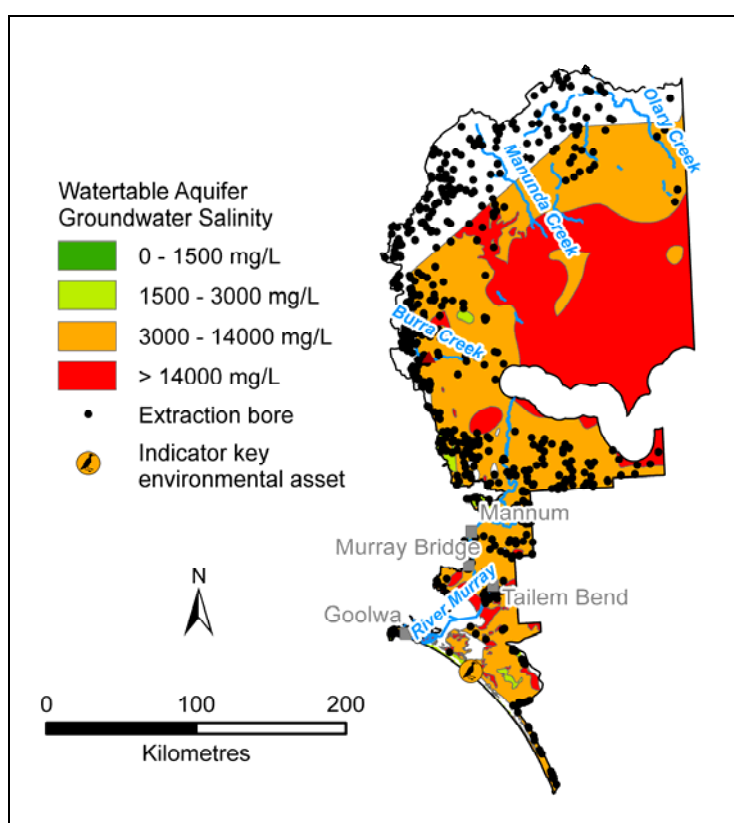 Olary Creek
Manunda Creek
Watertable Aquifer
Groundwater Salinity
0 - 1500 mg/L
1500 - 3000 mg/L
3000 - 14000 mg/L
> 14000 mg/L
Extraction bore
Indicator key
environmental asset
Burra Creek
Mannum
Murray Bridge
Tailem Bend
River Murray
Goolwa
N
0 100 200
Kilometres